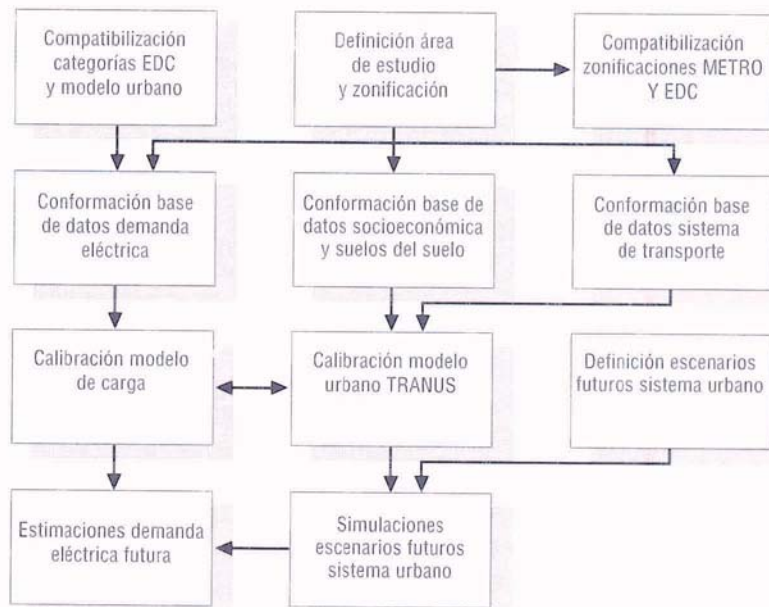 Compatibilización
categorías EDC
y modelo urbano
Definición área
de estudio
y zonificación
Compatibilización
zonificaciones METRO
Y EDC
Conformación base
de datos demanda
eléctrica
Conformación base de
datos socioeconómica
y suelos del suelo
Conformación base
de datos sistema
de transporte
Calibración modelo
de carga
Calibración modelo
urbano TRANUS
Definición escenarios
futuros sistema urbano
Estimaciones demanda
eléctrica futura
Simulaciones
escenarios futuros
sistema urbano